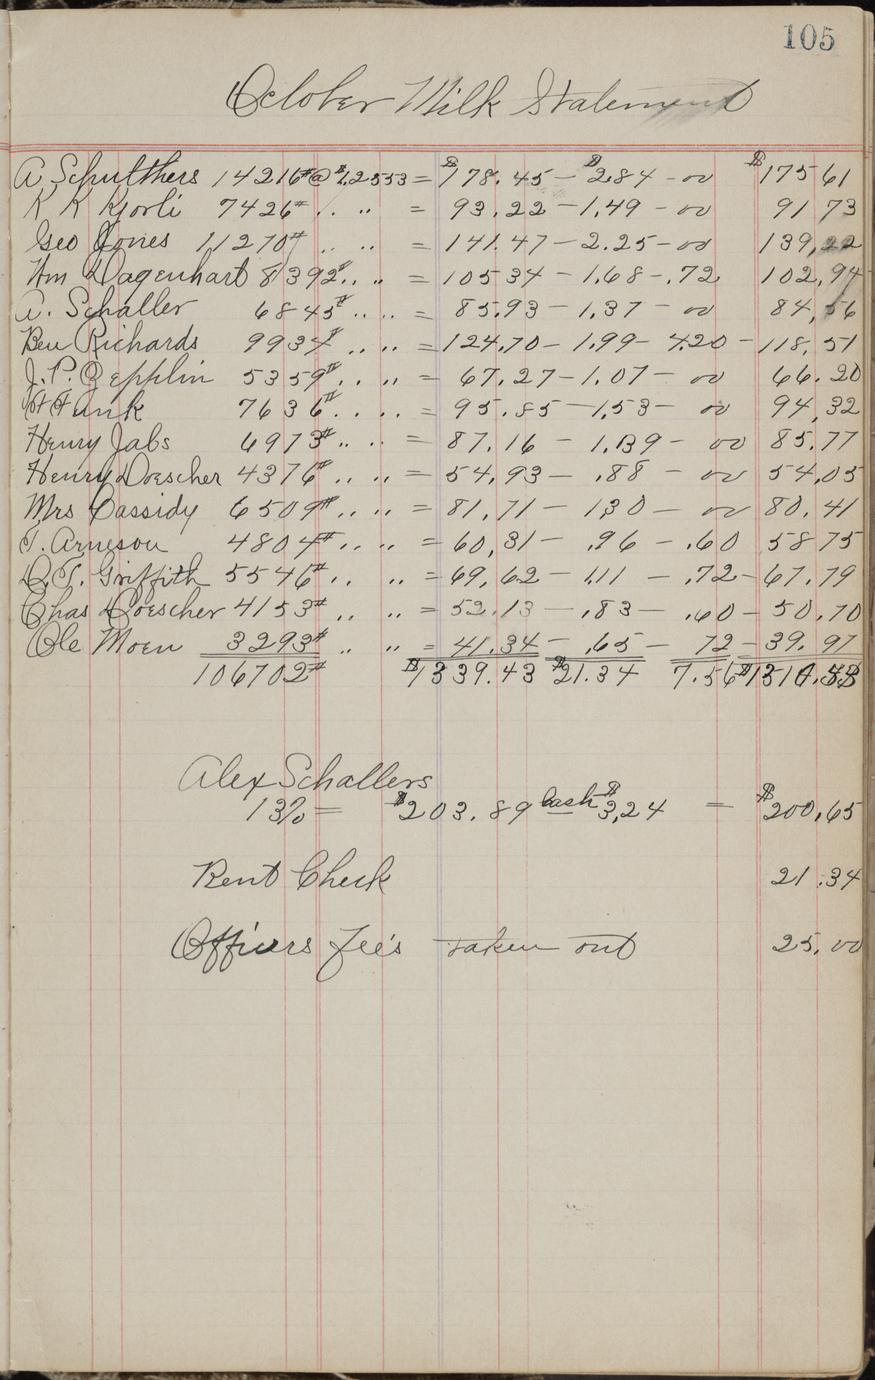 105
October Milk Statement
A Schulthers 14216# @ $1.2553 = $178.45 - $2.84 - 00 $175 61
K K Kjorli 7426# .. .. = 93.22 - 1.49 - 00 91 73
Geo Jones 11270# .. .. = 141.47 - 2.25 - 00 139,22
Wm Dagenhart 8392# .. .. = 105 34 - 1.68 - .72 102,94
A. Schaller 6845# .. .. = 85.93 - 1.37 - 00 84,56
Ben Richards 9934# .. .. = 124.70 - 1.99 - 4.20 - 118.51
J. P. Zepplin 5359# .. .. = 67.27 - 1.07 - 00 66.20
Funk 7636# .. .. = 95.85 - 1.53 - 00 94,32
Henry Jabs 6973# .. .. = 87.16 - 1.39 - 00 85.77
Henry Doescher 4376# .. .. = 54.93 - .88 - 00 54,05
Mrs Cassidy 6509# .. .. = 81.71 - 1 30 - 00 80.41
T. Arneson 4804# .. .. = 60,31 - .96 - .60 58 75
Griffith 5546# .. .. = 69,62 - 1.11 - .72 - 67.79
Chas Doescher 4153# .. .. = 52.13 - .83 - .60 - 50.70
Ole Moen 3293# .. .. = 41.34 - .65 - 72 - 39.97
106702# $1339.43 $21.34 7.56
Alex Schallers
13% = $203.89 Cash $3,24 = $200,65
Rent Check 21.34
Officers Fee's taken out 25.00